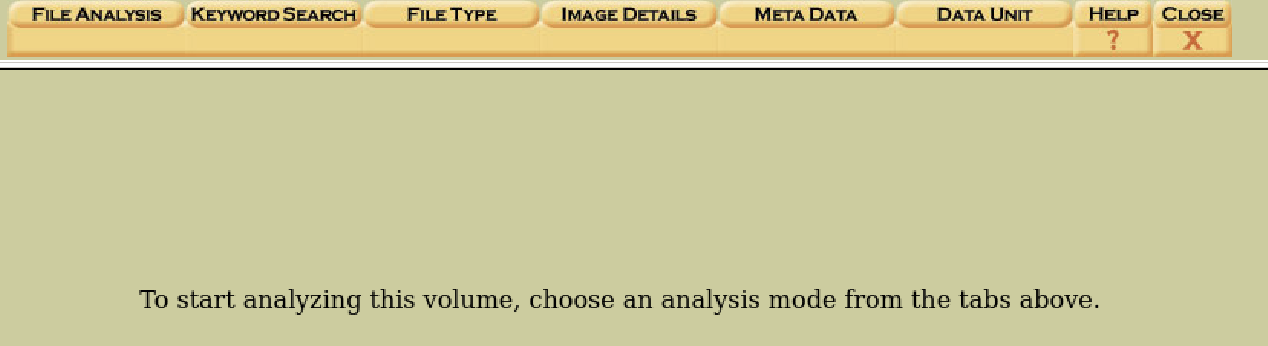 FILE ANALYSIS KEYWORD SEARCH FILE TYPE IMAGE DETAILS META DATA DATA UNIT HELP CLOSE
? X
To start analyzing this volume, choose an analysis mode from the tabs above.